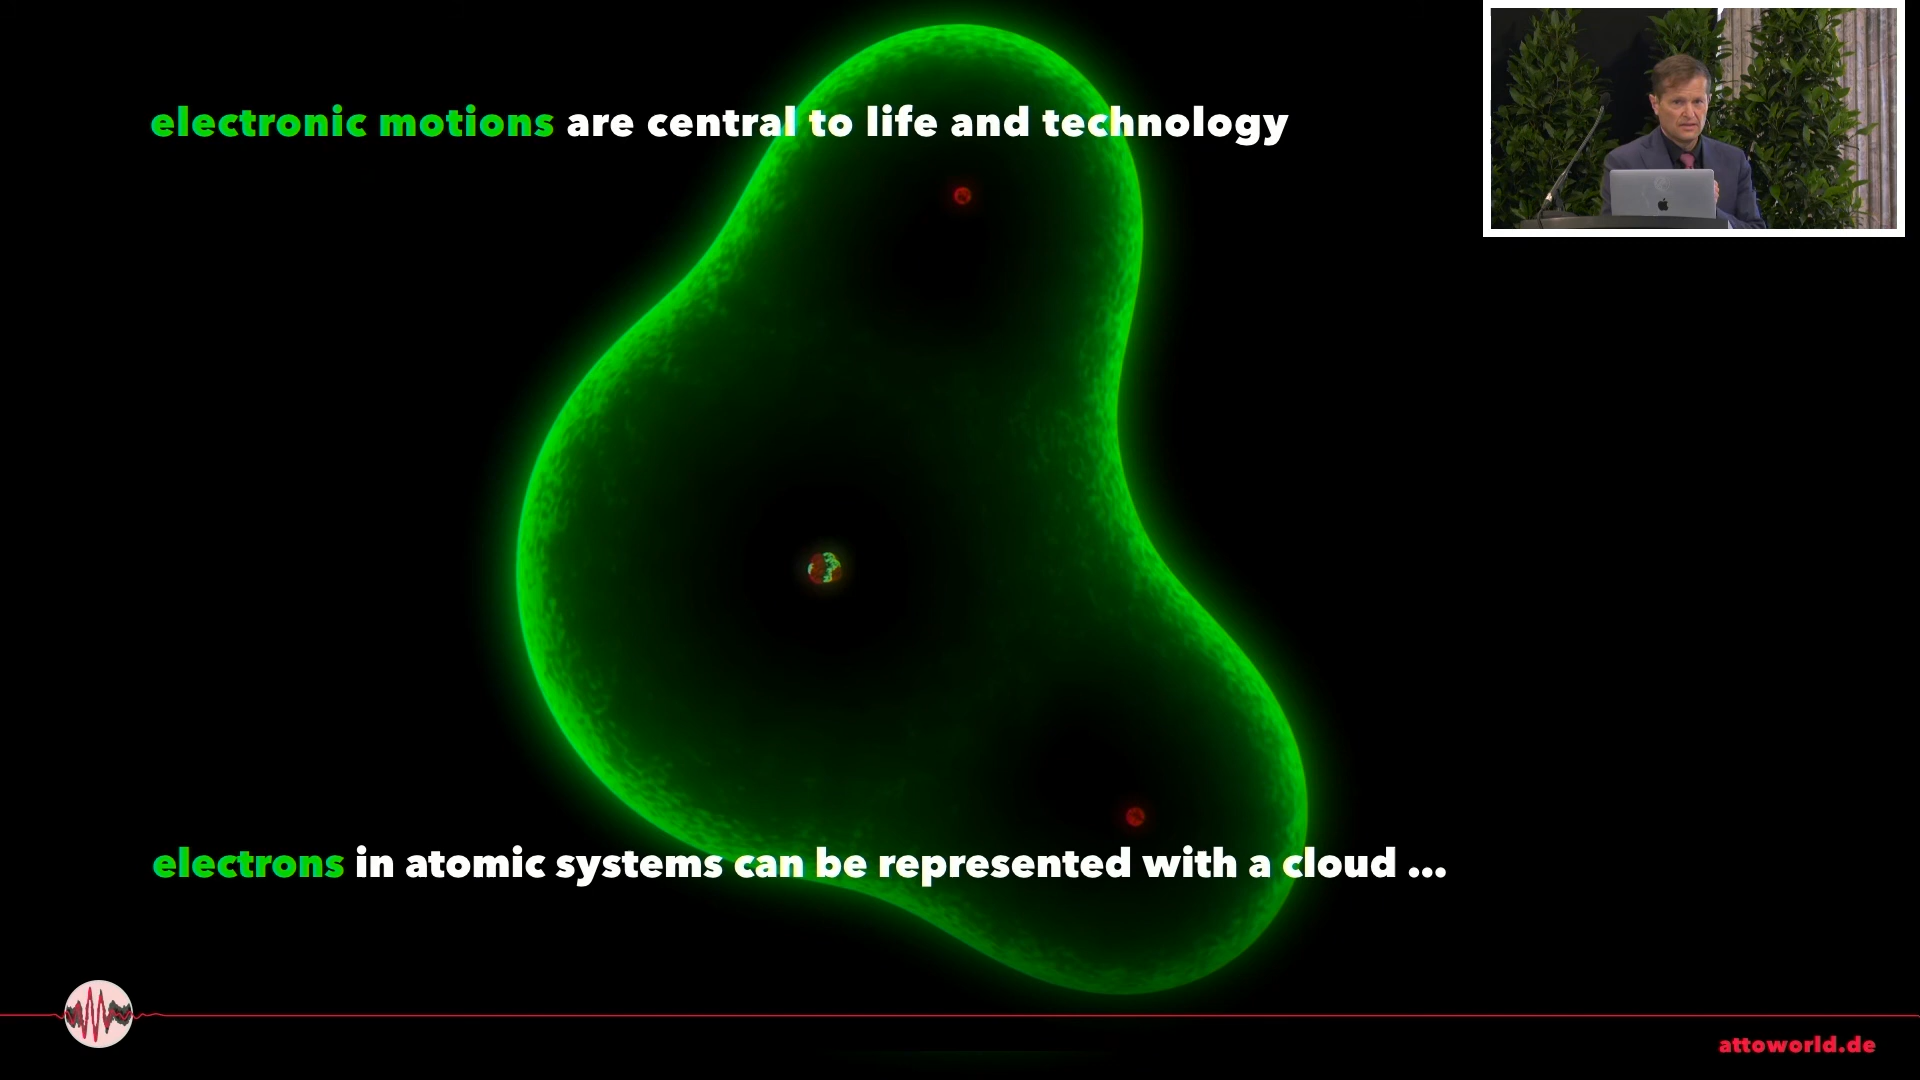 electronic motions are central to life and technology
electrons in atomic systems can be represented with a cloud ...
attoworld.de